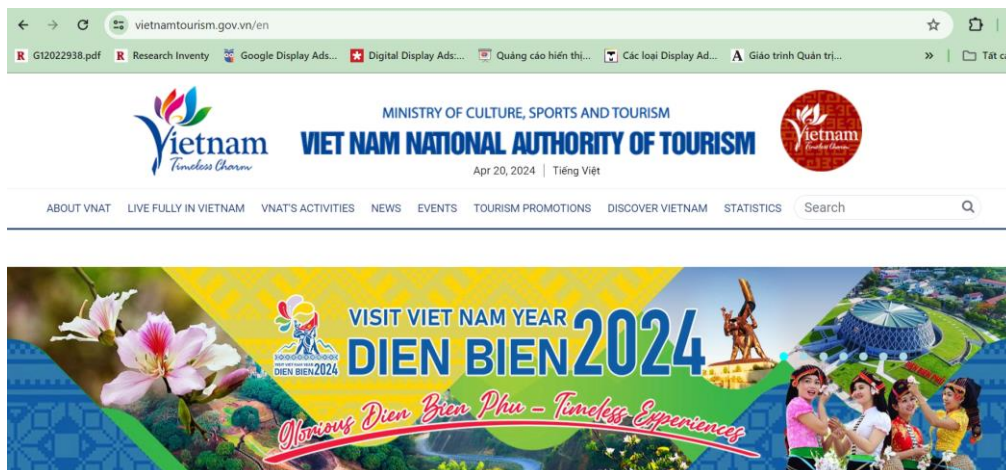 vietnamtourism.gov.vn/en
G12022938.pdf Research Inventy Google Display Ads... Digital Display Ads:... Quảng cáo hiển thị... Các loại Display Ad... Giáo trình Quản trị... » Tất cả
Vietnam
Timeless Charm
MINISTRY OF CULTURE, SPORTS AND TOURISM
VIET NAM NATIONAL AUTHORITY OF TOURISM
Apr 20, 2024 | Tiếng Việt
Vietnam
Timeless Charm
ABOUT VNAT LIVE FULLY IN VIETNAM VNAT'S ACTIVITIES NEWS EVENTS TOURISM PROMOTIONS DISCOVER VIETNAM STATISTICS Search
VISIT VIET NAM YEAR
DIEN BIEN 2024
VISIT VIET NAM YEAR
DIEN BIEN 2024
Glorious Dien Bien Phu – Timeless Experiences